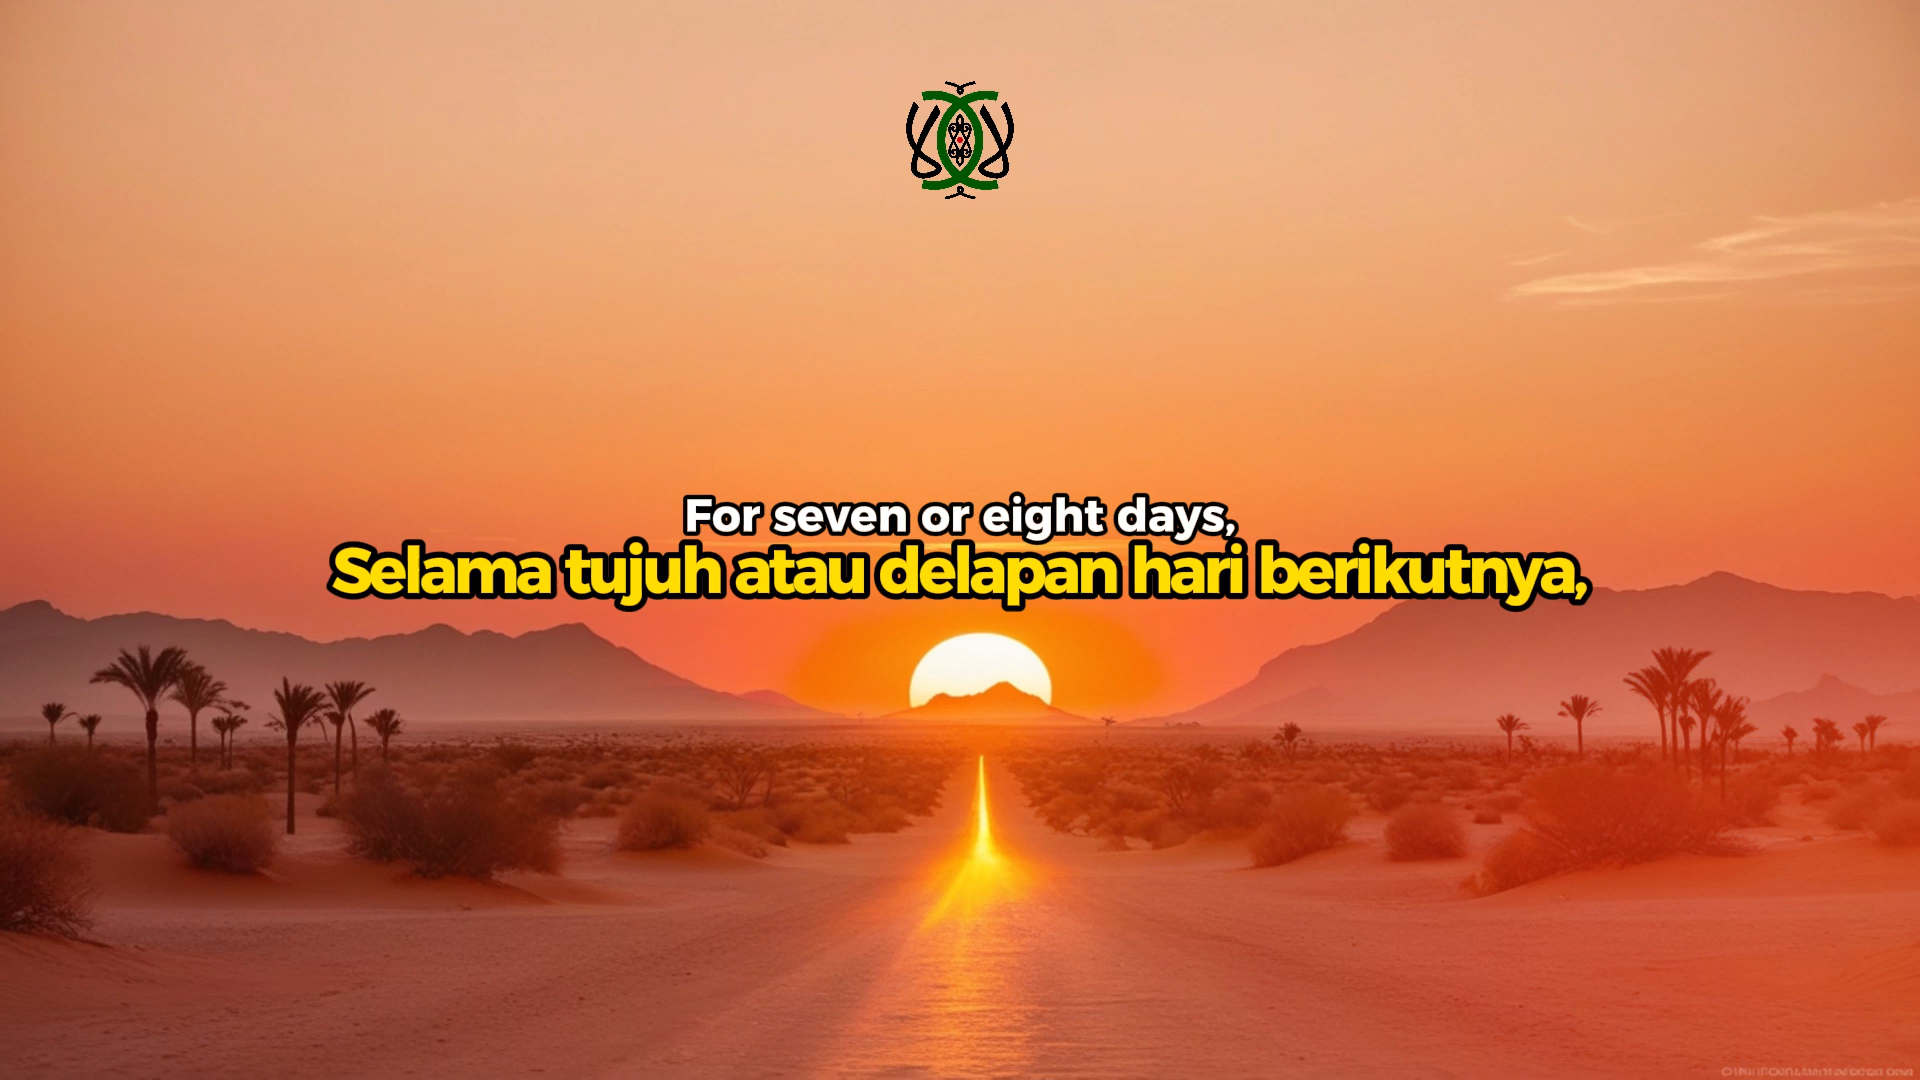 For seven or eight days,
Selama tujuh atau delapan hari berikutnya,